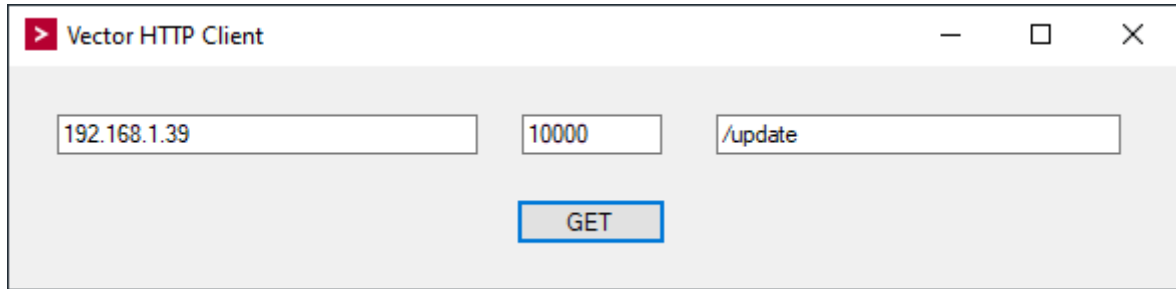 Vector HTTP Client
192.168.1.39 10000 /update
GET